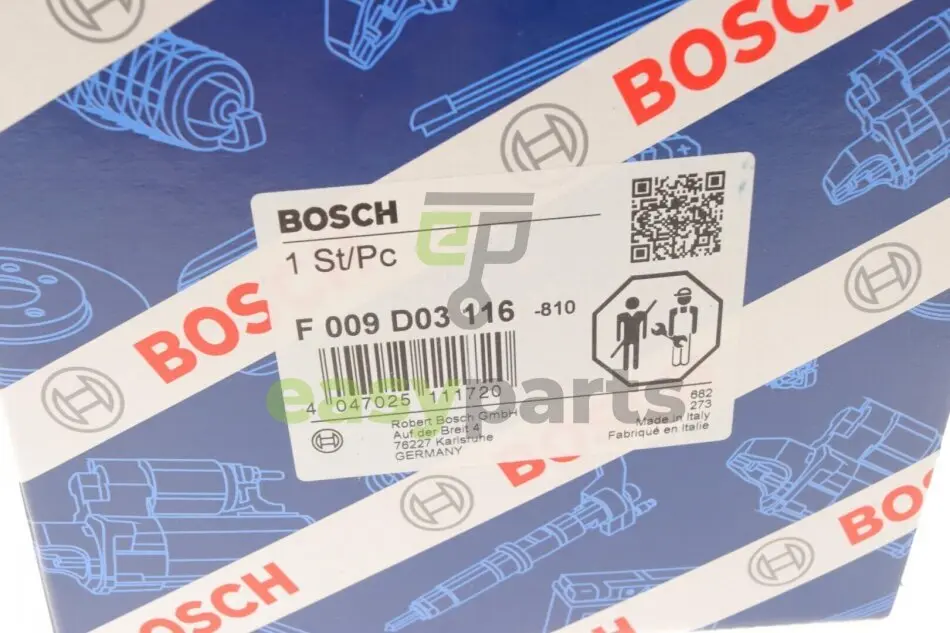 BOSCH
BOSCH
1 St/Pc
F 009 D03 116 -810
4 047025 111720
Robert Bosch GmbH
Auf der Breit 4
76227 Karlsruhe
GERMANY
682
273
Made in Italy
Fabriqué en Italie
easyparts
BOSCH
BOSCH
BOSCH